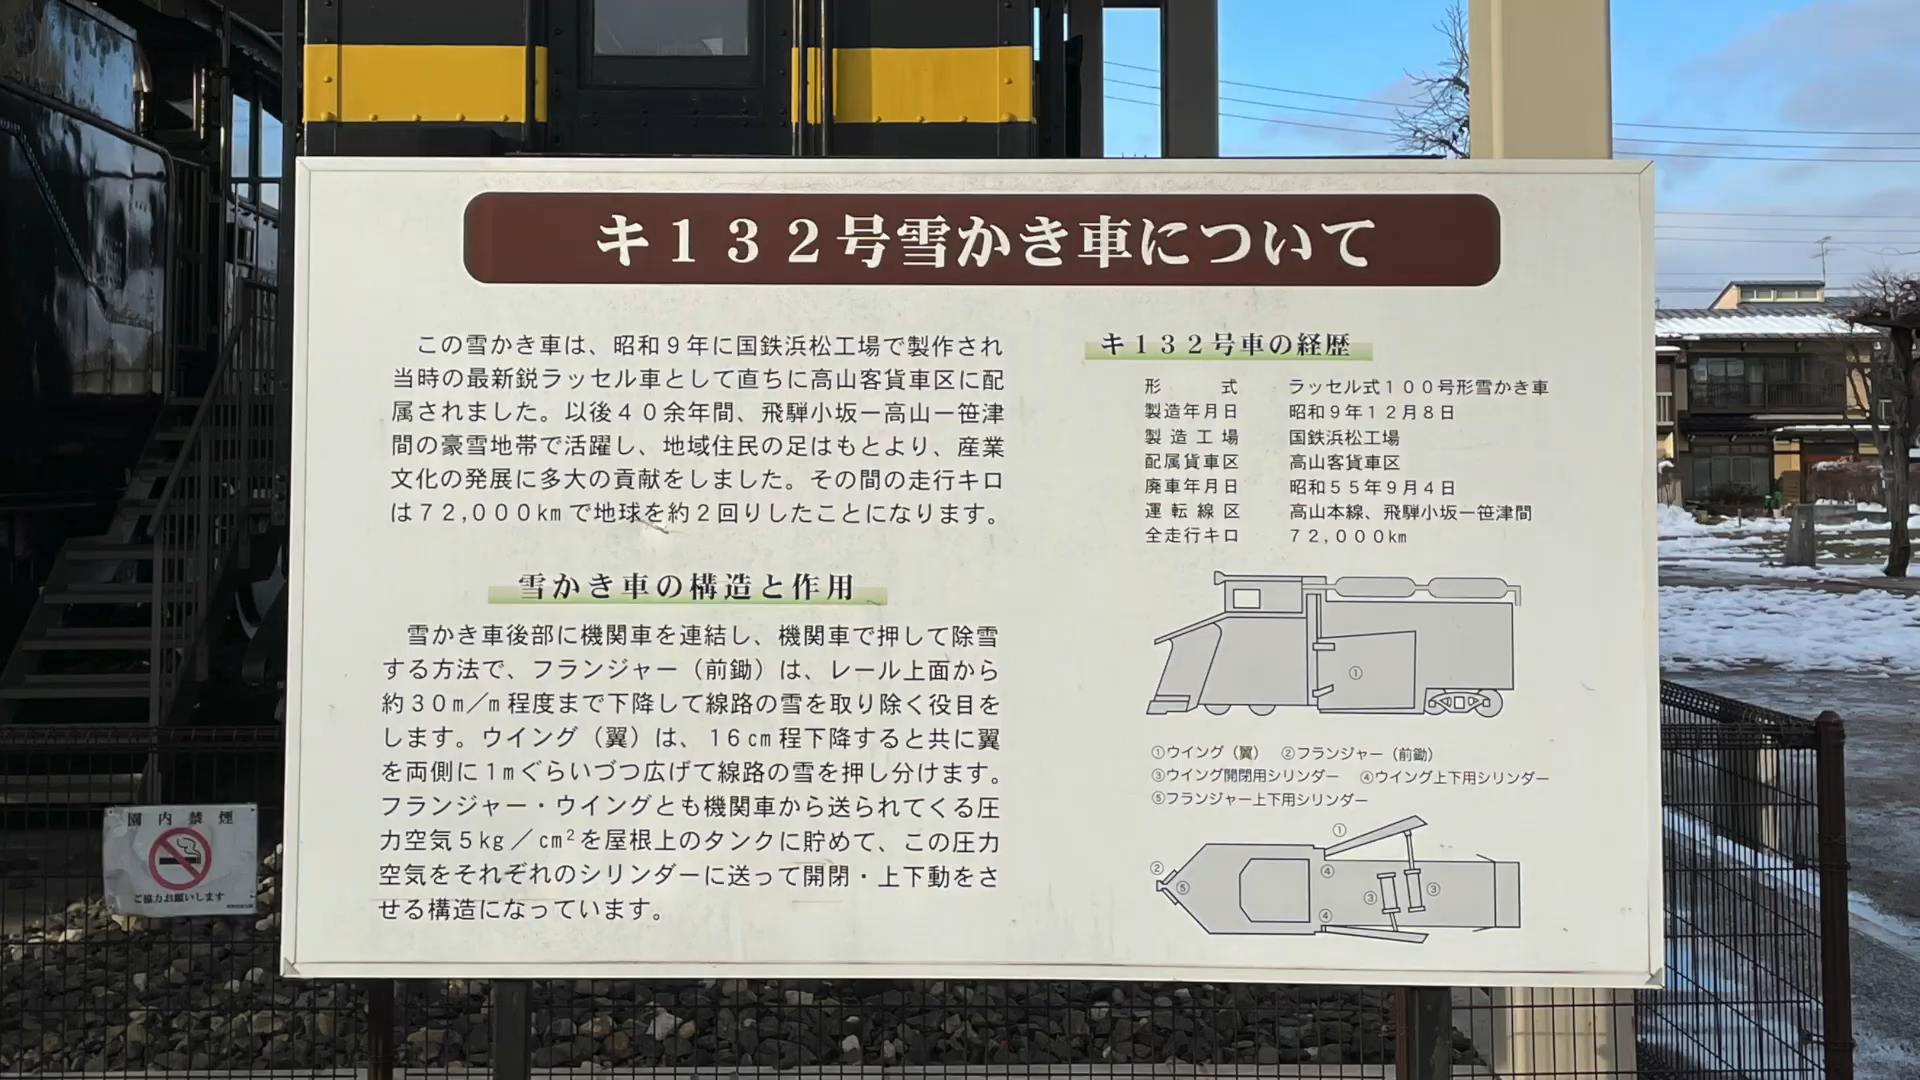 キ１３２号雪かき車について
この雪かき車は、昭和９年に国鉄浜松工場で製作され
当時の最新鋭ラッセル車として直ちに高山客貨車区に配
属されました。以後４０余年間、飛騨小坂ー高山ー笹津
間の豪雪地帯で活躍し、地域住民の足はもとより、産業
文化の発展に多大の貢献をしました。その間の走行キロ
は７２,０００㎞で地球を約２回りしたことになります。
雪かき車の構造と作用
雪かき車後部に機関車を連結し、機関車で押して除雪
する方法で、フランジャー（前鋤）は、レール上面から
約３０ｍ／ｍ程度まで下降して線路の雪を取り除く役目を
します。ウイング（翼）は、１６㎝程下降すると共に翼
を両側に１ｍぐらいづつ広げて線路の雪を押し分けます。
フランジャー・ウイングとも機関車から送られてくる圧
力空気５㎏／㎝²を屋根上のタンクに貯めて、この圧力
空気をそれぞれのシリンダーに送って開閉・上下動をさ
せる構造になっています。
キ１３２号車の経歴
形　　式　ラッセル式１００号形雪かき車
製造年月日　昭和９年１２月８日
製造工場　国鉄浜松工場
配属貨車区　高山客貨車区
廃車年月日　昭和５５年９月４日
運転線区　高山本線、飛騨小坂ー笹津間
全走行キロ　７２,０００㎞
①
①ウイング（翼）　②フランジャー（前鋤）
③ウイング開閉用シリンダー　④ウイング上下用シリンダー
⑤フランジャー上下用シリンダー
①
②
⑤
④
③
③
④
園内禁煙
ご協力お願いします